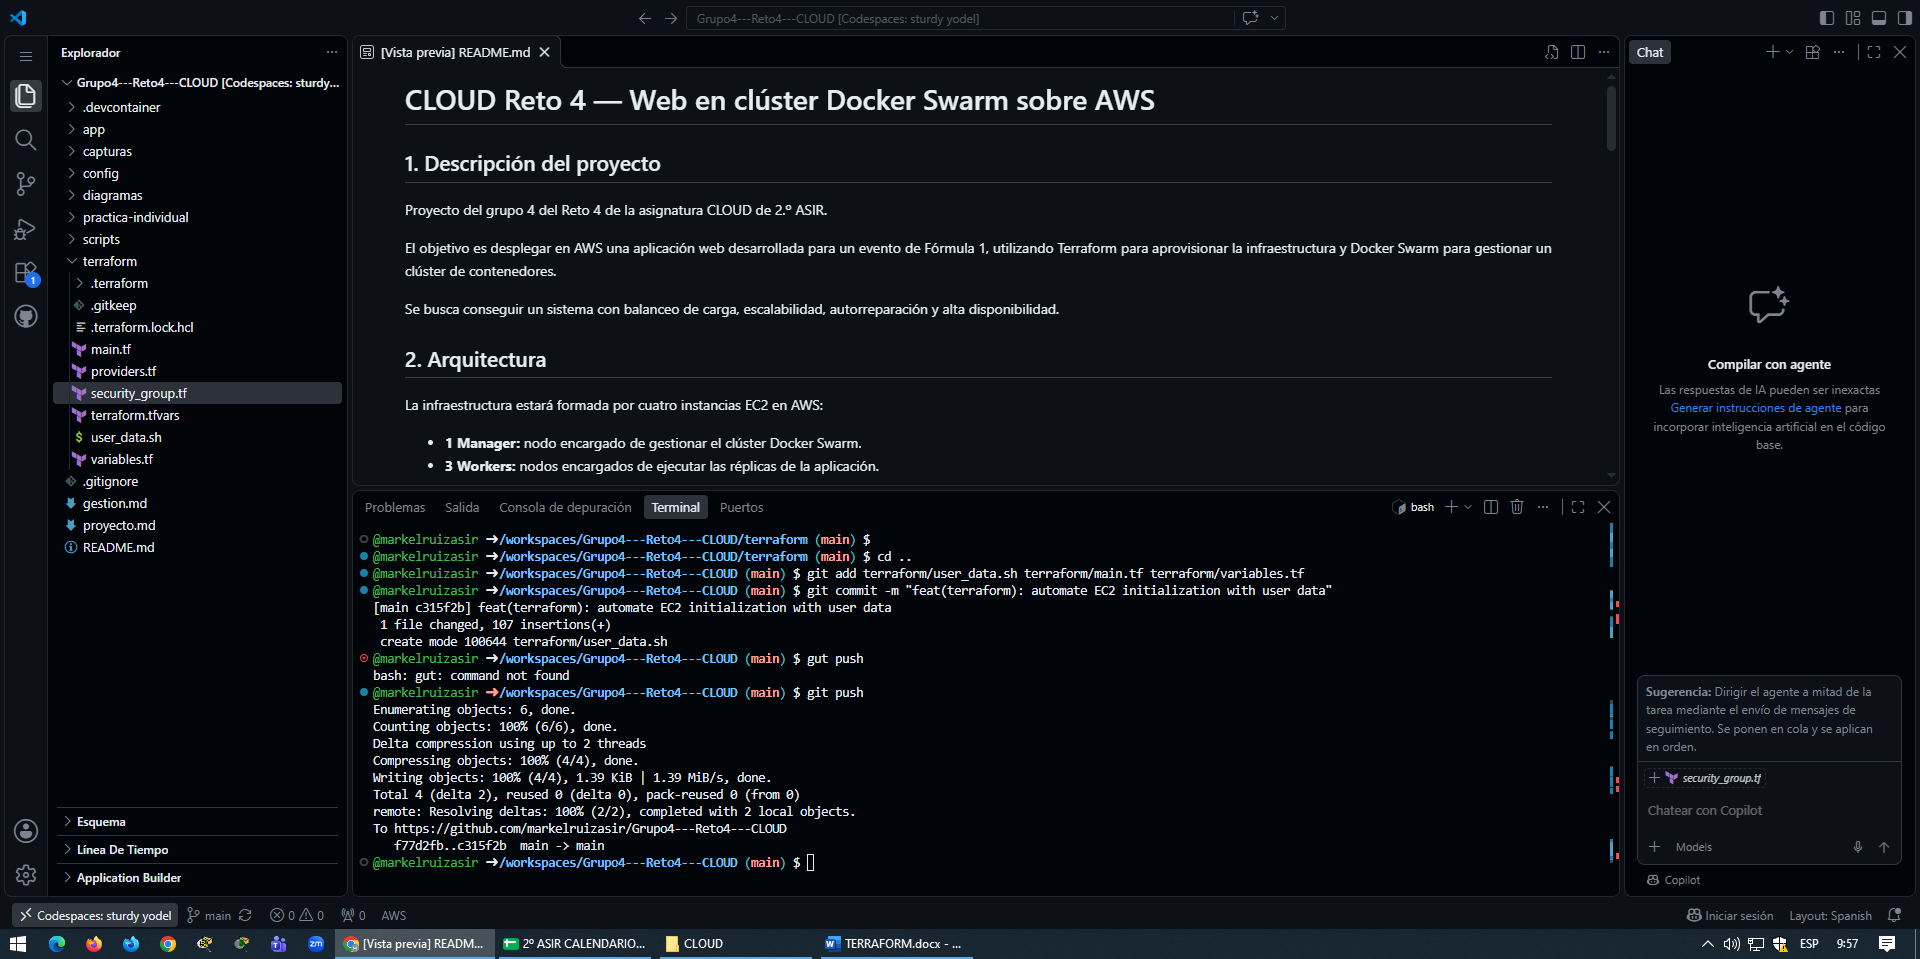 Grupo4---Reto4---CLOUD [Codespaces: sturdy yodel]
Explorador
Grupo4---Reto4---CLOUD [Codespaces: sturdy...
.devcontainer
app
capturas
config
diagramas
practica-individual
scripts
terraform
.terraform
.gitkeep
.terraform.lock.hcl
main.tf
providers.tf
security_group.tf
terraform.tfvars
$ user_data.sh
variables.tf
.gitignore
gestion.md
proyecto.md
README.md
1
Esquema
Línea De Tiempo
Application Builder
[Vista previa] README.md
CLOUD Reto 4 — Web en clúster Docker Swarm sobre AWS
1. Descripción del proyecto
Proyecto del grupo 4 del Reto 4 de la asignatura CLOUD de 2.º ASIR.
El objetivo es desplegar en AWS una aplicación web desarrollada para un evento de Fórmula 1, utilizando Terraform para aprovisionar la infraestructura y Docker Swarm para gestionar un
clúster de contenedores.
Se busca conseguir un sistema con balanceo de carga, escalabilidad, autorreparación y alta disponibilidad.
2. Arquitectura
La infraestructura estará formada por cuatro instancias EC2 en AWS:
• 1 Manager: nodo encargado de gestionar el clúster Docker Swarm.
• 3 Workers: nodos encargados de ejecutar las réplicas de la aplicación.
Problemas Salida Consola de depuración Terminal Puertos
bash
@markelruizasir ➜/workspaces/Grupo4---Reto4---CLOUD/terraform (main) $
@markelruizasir ➜/workspaces/Grupo4---Reto4---CLOUD/terraform (main) $ cd ..
@markelruizasir ➜/workspaces/Grupo4---Reto4---CLOUD (main) $ git add terraform/user_data.sh terraform/main.tf terraform/variables.tf
@markelruizasir ➜/workspaces/Grupo4---Reto4---CLOUD (main) $ git commit -m "feat(terraform): automate EC2 initialization with user data"
[main c315f2b] feat(terraform): automate EC2 initialization with user data
1 file changed, 107 insertions(+)
create mode 100644 terraform/user_data.sh
@markelruizasir ➜/workspaces/Grupo4---Reto4---CLOUD (main) $ gut push
bash: gut: command not found
@markelruizasir ➜/workspaces/Grupo4---Reto4---CLOUD (main) $ git push
Enumerating objects: 6, done.
Counting objects: 100% (6/6), done.
Delta compression using up to 2 threads
Compressing objects: 100% (4/4), done.
Writing objects: 100% (4/4), 1.39 KiB | 1.39 MiB/s, done.
Total 4 (delta 2), reused 0 (delta 0), pack-reused 0 (from 0)
remote: Resolving deltas: 100% (2/2), completed with 2 local objects.
To https://github.com/markelruizasir/Grupo4---Reto4---CLOUD
f77d2fb..c315f2b main -> main
@markelruizasir ➜/workspaces/Grupo4---Reto4---CLOUD (main) $
Chat
Compilar con agente
Las respuestas de IA pueden ser inexactas
Generar instrucciones de agente para
incorporar inteligencia artificial en el código
base.
Sugerencia: Dirigir el agente a mitad de la
tarea mediante el envío de mensajes de
seguimiento. Se ponen en cola y se aplican
en orden.
security_group.tf
Chatear con Copilot
Models
Copilot
Codespaces: sturdy yodel main 0 0 0 AWS
Iniciar sesión Layout: Spanish
zm
[Vista previa] READM... 2º ASIR CALENDARIO... CLOUD TERRAFORM.docx - ...
ESP 9:57